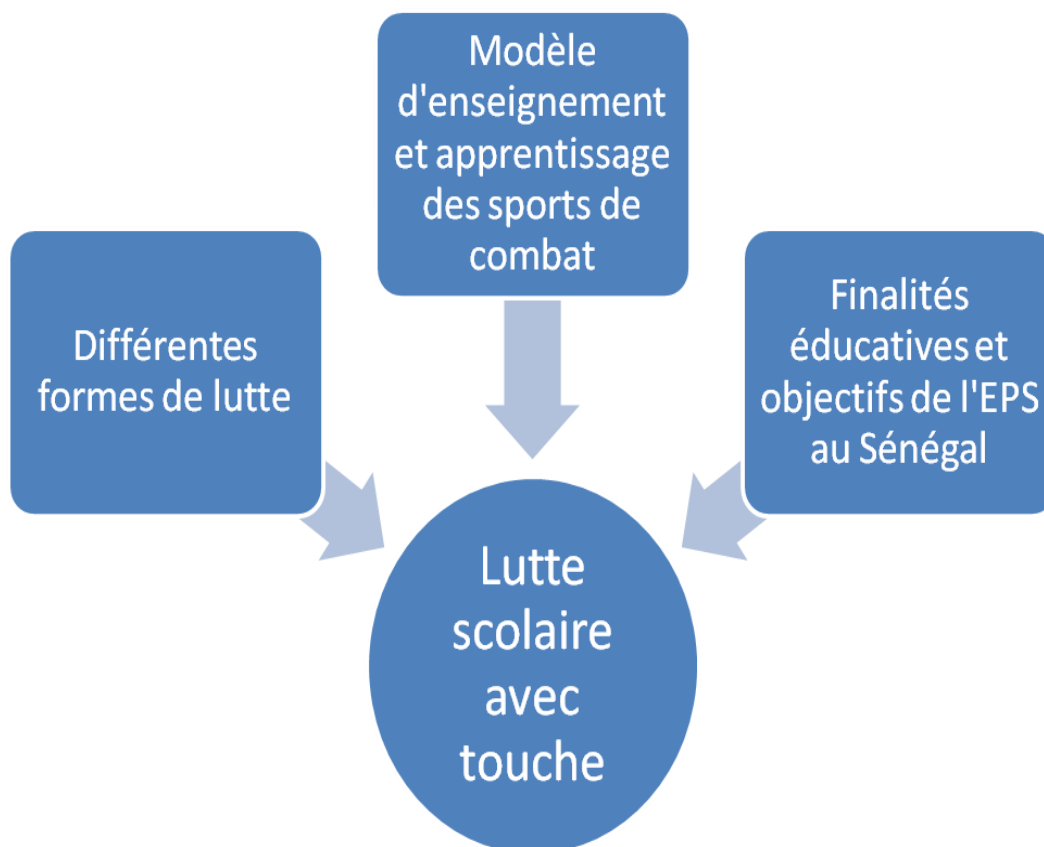 Modèle
d'enseignement
et apprentissage
des sports de
combat
Différentes
formes de lutte
Finalités
éducatives et
objectifs de l'EPS
au Sénégal
Lutte
scolaire
avec
touche